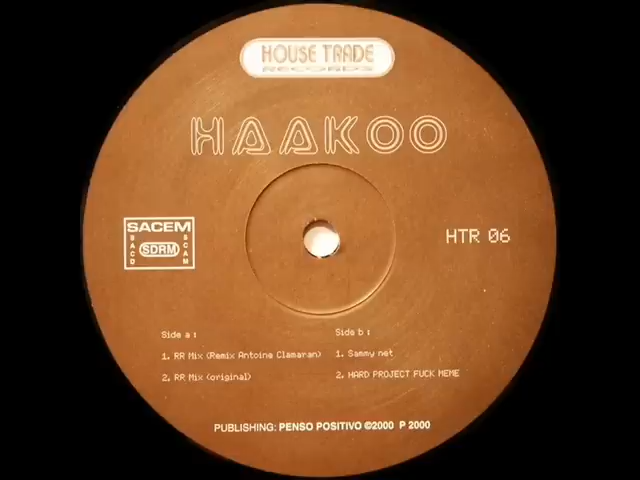 HOUSE TRADE
RECORDS
HAAKOO
SACEM
SACD
SDRM
SCAM
HTR 06
Side a :
1. RR Mix (Remix Antoine Clamaran)
2. RR Mix (original)
Side b :
1. Sammy net
2. HARD PROJECT FUCK MEME
PUBLISHING: PENSO POSITIVO ©2000 P 2000